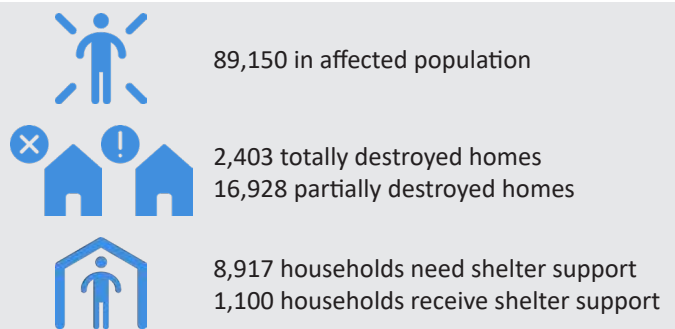 89,150 in affected population
2,403 totally destroyed homes
16,928 partially destroyed homes
8,917 households need shelter support
1,100 households receive shelter support